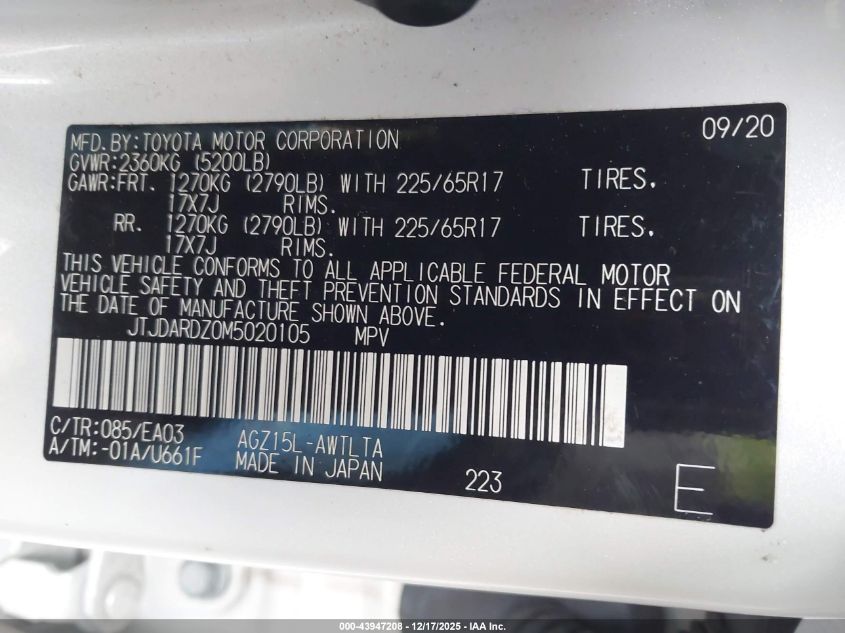 09/20
MFD.BY:TOYOTA MOTOR CORPORATION
GVWR:2360KG (5200LB)
GAWR:FRT. 1270KG (2790LB) WITH 225/65R17 TIRES.
17X7J RIMS.
RR. 1270KG (2790LB) WITH 225/65R17 TIRES.
17X7J RIMS.
THIS VEHICLE CONFORMS TO ALL APPLICABLE FEDERAL MOTOR
VEHICLE SAFETY AND THEFT PREVENTION STANDARDS IN EFFECT ON
THE DATE OF MANUFACTURE SHOWN ABOVE.
JTJDARDZ0M5020105 MPV
C/TR:085/EA03 AGZ15L-AWTLTA
A/TM:-01A/U661F MADE IN JAPAN
223
E
000-43947208 - 12/17/2025 - IAA Inc.